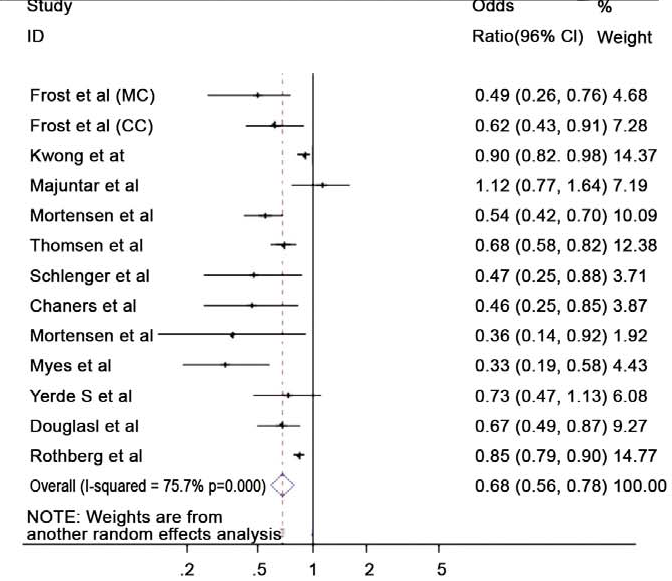 Study Odds %
ID Ratio(96% CI) Weight
Frost et al (MC) 0.49 (0.26, 0.76) 4.68
Frost et al (CC) 0.62 (0.43, 0.91) 7.28
Kwong et at 0.90 (0.82. 0.98) 14.37
Majuntar et al 1.12 (0.77, 1.64) 7.19
Mortensen et al 0.54 (0.42, 0.70) 10.09
Thomsen et al 0.68 (0.58, 0.82) 12.38
Schlenger et al 0.47 (0.25, 0.88) 3.71
Chaners et al 0.46 (0.25, 0.85) 3.87
Mortensen et al 0.36 (0.14, 0.92) 1.92
Myes et al 0.33 (0.19, 0.58) 4.43
Yerde S et al 0.73 (0.47, 1.13) 6.08
Douglasl et al 0.67 (0.49, 0.87) 9.27
Rothberg et al 0.85 (0.79, 0.90) 14.77
Overall (I-squared = 75.7% p=0.000) 0.68 (0.56, 0.78) 100.00
NOTE: Weights are from
another random effects analysis
.2 .5 1 2 5